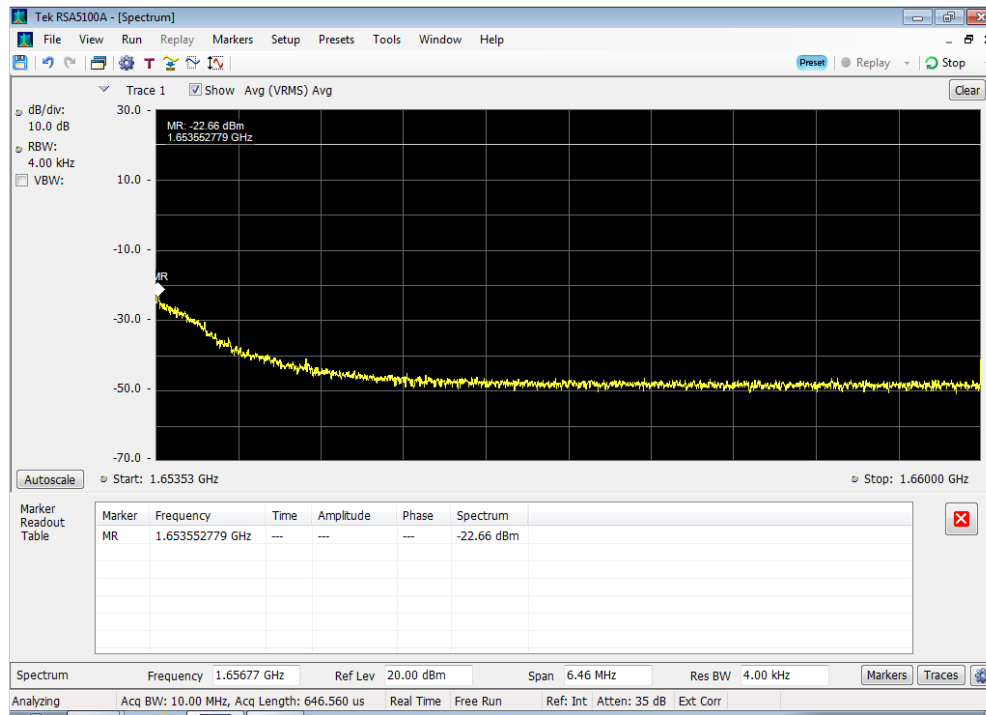 Tek RSA5100A - [Spectrum]
File View Run Replay Markers Setup Presets Tools Window Help
T Preset Replay Stop
Trace 1 Show Avg (VRMS) Avg Clear
dB/div:
10.0 dB
RBW:
4.00 kHz
VBW:
30.0
MR: -22.66 dBm
1.653552779 GHz
10.0
-10.0
MR
-30.0
-50.0
-70.0
Autoscale Start: 1.65353 GHz Stop: 1.66000 GHz
Marker
Readout
Table
Marker Frequency Time Amplitude Phase Spectrum
MR 1.653552779 GHz --- --- --- -22.66 dBm
Spectrum Frequency 1.65677 GHz Ref Lev 20.00 dBm Span 6.46 MHz Res BW 4.00 kHz Markers Traces
Analyzing Acq BW: 10.00 MHz, Acq Length: 646.560 us Real Time Free Run Ref: Int Atten: 35 dB Ext Corr